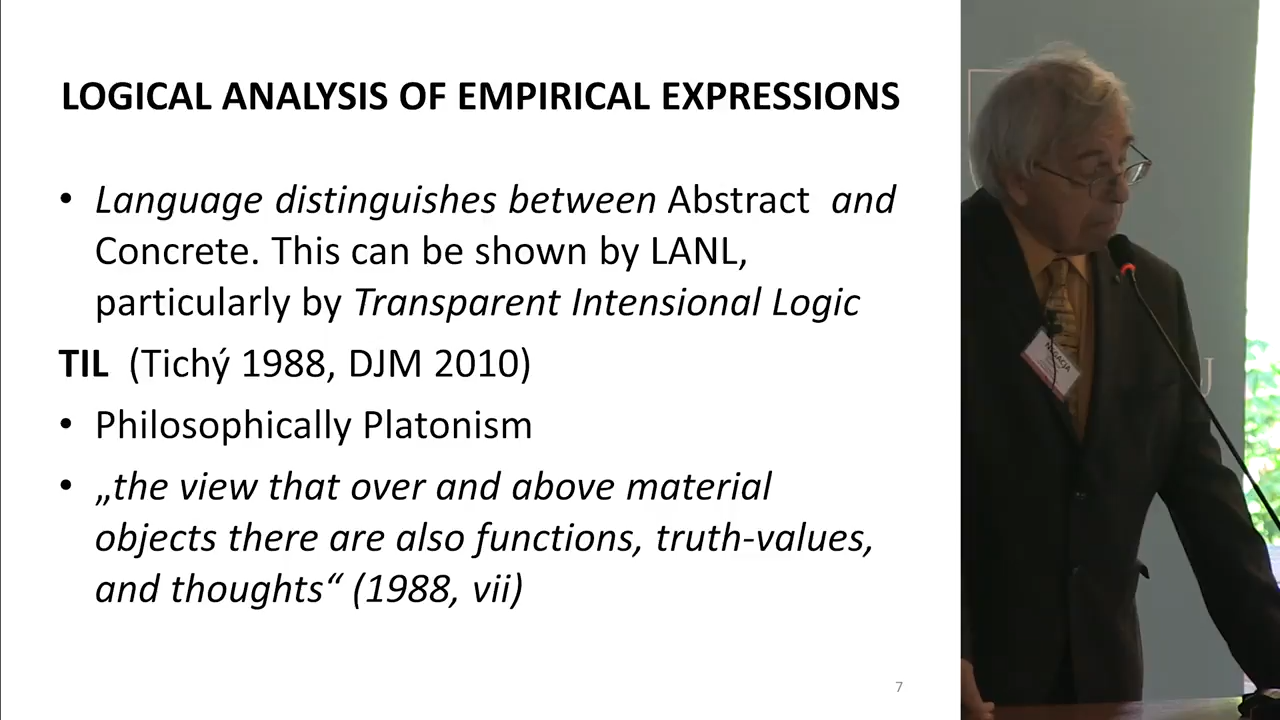 LOGICAL ANALYSIS OF EMPIRICAL EXPRESSIONS
• Language distinguishes between Abstract and
Concrete. This can be shown by LANL,
particularly by Transparent Intensional Logic
TIL (Tichý 1988, DJM 2010)
• Philosophically Platonism
• „the view that over and above material
objects there are also functions, truth-values,
and thoughts“ (1988, vii)
7
U